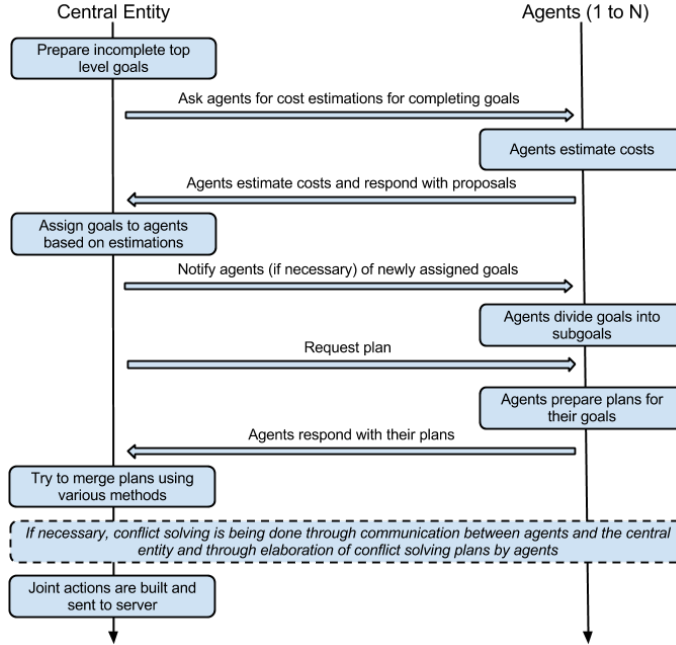 Central Entity
Agents (1 to N)
Prepare incomplete top
level goals
Ask agents for cost estimations for completing goals
Agents estimate costs
Agents estimate costs and respond with proposals
Assign goals to agents
based on estimations
Notify agents (if necessary) of newly assigned goals
Agents divide goals into
subgoals
Request plan
Agents prepare plans for
their goals
Agents respond with their plans
Try to merge plans using
various methods
If necessary, conflict solving is being done through communication between agents and the central
entity and through elaboration of conflict solving plans by agents
Joint actions are built and
sent to server